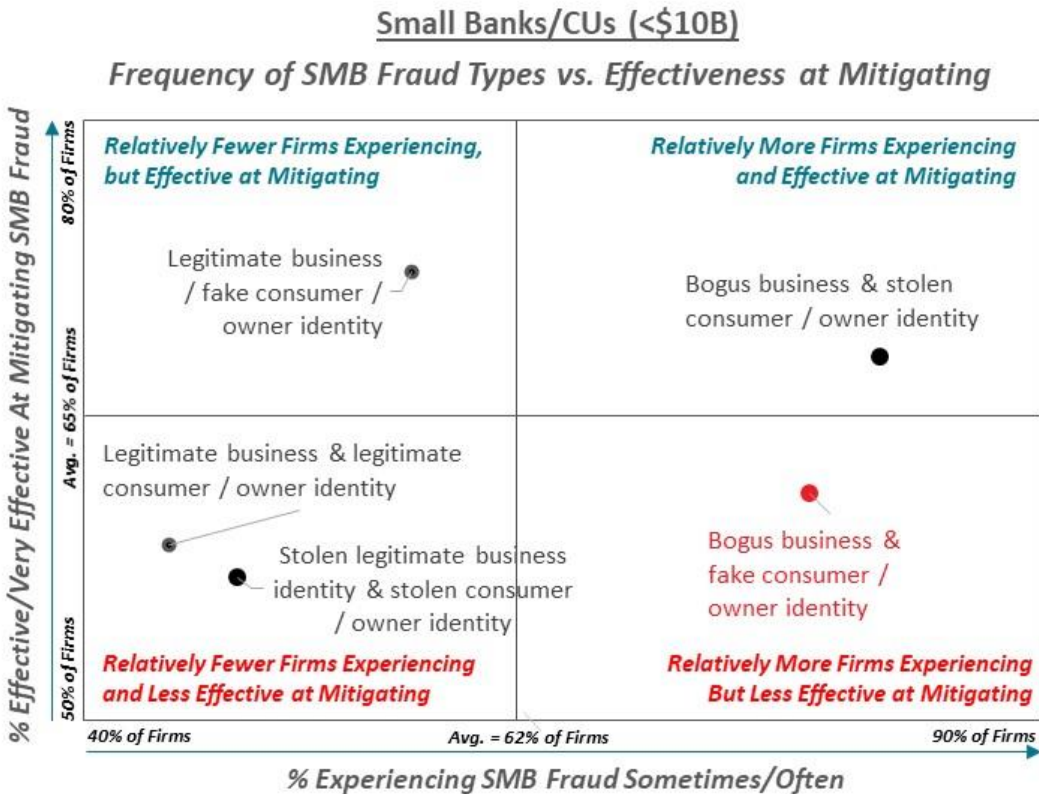 Small Banks/CUs (<$10B)
Frequency of SMB Fraud Types vs. Effectiveness at Mitigating
% Effective/Very Effective At Mitigating SMB Fraud
80% of Firms
Avg. = 65% of Firms
50% of Firms
Relatively Fewer Firms Experiencing,
but Effective at Mitigating
Relatively More Firms Experiencing
and Effective at Mitigating
Legitimate business
/ fake consumer /
owner identity
Bogus business & stolen
consumer / owner identity
Legitimate business & legitimate
consumer / owner identity
Stolen legitimate business
identity & stolen consumer
/ owner identity
Bogus business &
fake consumer /
owner identity
Relatively Fewer Firms Experiencing
and Less Effective at Mitigating
Relatively More Firms Experiencing
But Less Effective at Mitigating
40% of Firms
Avg. = 62% of Firms
90% of Firms
% Experiencing SMB Fraud Sometimes/Often